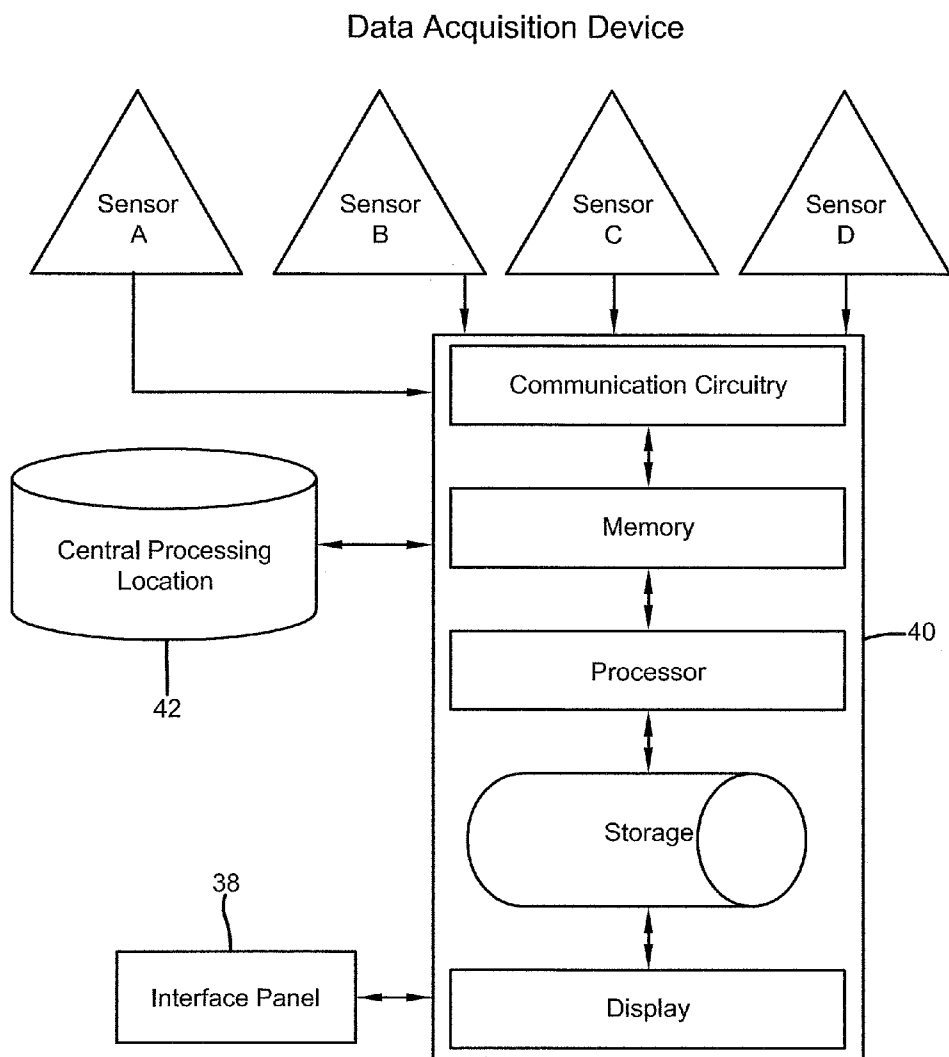 Data Acquisition Device
Sensor
A
Sensor
B
Sensor
C
Sensor
D
Communication Circuitry
Memory
Central Processing
Location
40
Processor
42
Storage
38
Interface Panel
Display